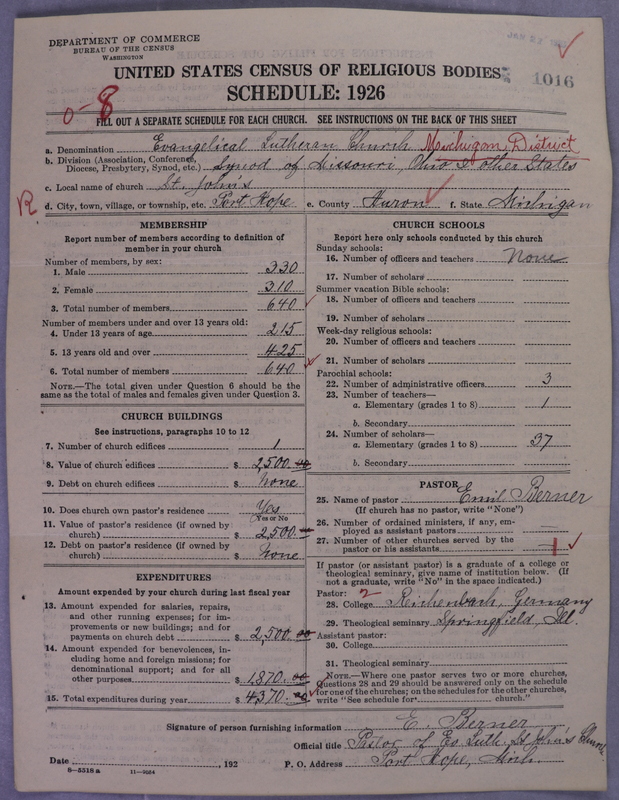 DEPARTMENT OF COMMERCE
BUREAU OF THE CENSUS
WASHINGTON
UNITED STATES CENSUS OF RELIGIOUS BODIES
SCHEDULE: 1926
1016
0-8
FILL OUT A SEPARATE SCHEDULE FOR EACH CHURCH. SEE INSTRUCTIONS ON THE BACK OF THIS SHEET
a. Denomination Evangelical Lutheran Church Michigan District
b. Division (Association, Conference, Diocese, Presbytery, Synod, etc.) Synod of Missouri, Ohio & other States
c. Local name of church St. John's
R
d. City, town, village, or township, etc. Port Hope e. County Huron f. State Michigan
MEMBERSHIP
Report number of members according to definition of
member in your church
Number of members, by sex:
1. Male 330
2. Female 310
3. Total number of members 640
Number of members under and over 13 years old:
4. Under 13 years of age 215
5. 13 years old and over 425
6. Total number of members 640
NOTE.—The total given under Question 6 should be the
same as the total of males and females given under Question 3.
CHURCH BUILDINGS
See instructions, paragraphs 10 to 12
7. Number of church edifices 1
8. Value of church edifices $ 2,500.00
9. Debt on church edifices $ None
10. Does church own pastor's residence Yes
Yes or No
11. Value of pastor's residence (if owned by
church) $ 2,500.
12. Debt on pastor's residence (if owned by
church) $ None
EXPENDITURES
Amount expended by your church during last fiscal year
13. Amount expended for salaries, repairs,
and other running expenses; for im-
provements or new buildings; and for
payments on church debt $ 2,500.00
14. Amount expended for benevolences, in-
cluding home and foreign missions; for
denominational support; and for all
other purposes $ 1870.00
15. Total expenditures during year $ 4370.00
CHURCH SCHOOLS
Report here only schools conducted by this church
Sunday schools:
16. Number of officers and teachers None
17. Number of scholars
Summer vacation Bible schools:
18. Number of officers and teachers
19. Number of scholars
Week-day religious schools:
20. Number of officers and teachers
21. Number of scholars
Parochial schools:
22. Number of administrative officers 3
23. Number of teachers—
a. Elementary (grades 1 to 8) 1
b. Secondary
24. Number of scholars—
a. Elementary (grades 1 to 8) 37
b. Secondary
PASTOR
25. Name of pastor Emil Berner
(If church has no pastor, write "None")
26. Number of ordained ministers, if any, em-
ployed as assistant pastors
27. Number of other churches served by the
pastor or his assistants 1
If pastor (or assistant pastor) is a graduate of a college or
theological seminary, give name of institution below. (If
not a graduate, write "No" in the space indicated.)
Pastor: 2
28. College Reichenbach, Germany
29. Theological seminary Springfield, Ill.
Assistant pastor:
30. College
31. Theological seminary
NOTE.—Where one pastor serves two or more churches,
Questions 28 and 29 should be answered only on the schedule
for one of the churches; on the schedules for the other churches,
write "See schedule for church."
Signature of person furnishing information E. Berner
Official title Pastor of Ev. Luth. St. John's Church
Date , 192 P. O. Address Port Hope, Mich.
8—5518 a 11—9054